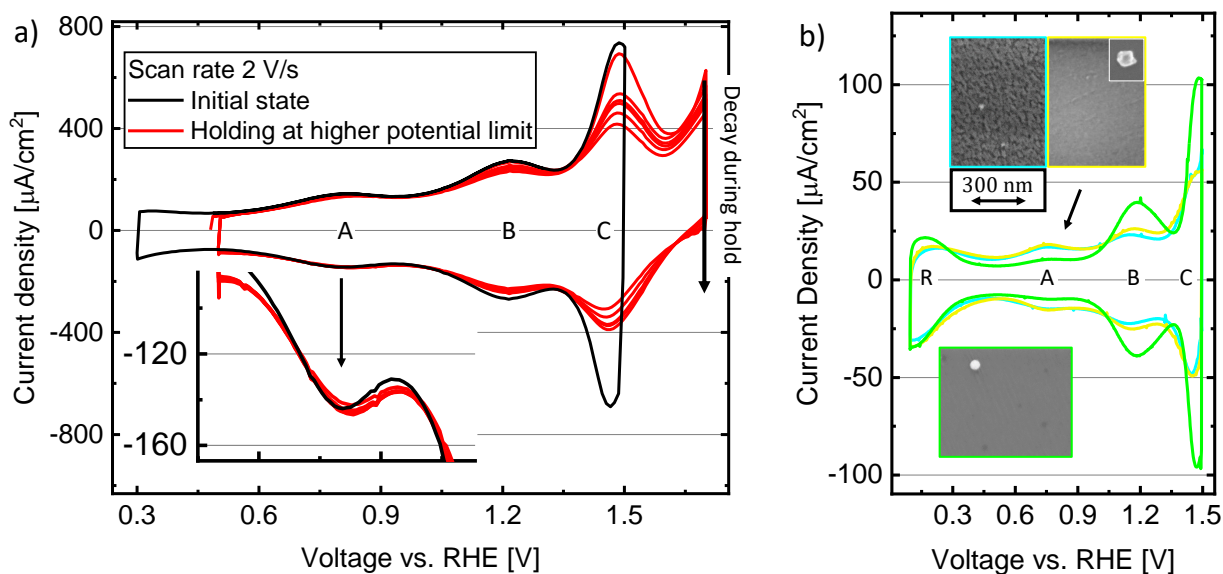 a)
Current density [µA/cm²]
800
400
0
-400
-800
Scan rate 2 V/s
Initial state
Holding at higher potential limit
Decay during hold
A
B
C
-120
-160
0.3
0.6
0.9
1.2
1.5
Voltage vs. RHE [V]
b)
Current Density [µA/cm²]
100
50
0
-50
-100
300 nm
R
A
B
C
0.3
0.6
0.9
1.2
1.5
Voltage vs. RHE [V]